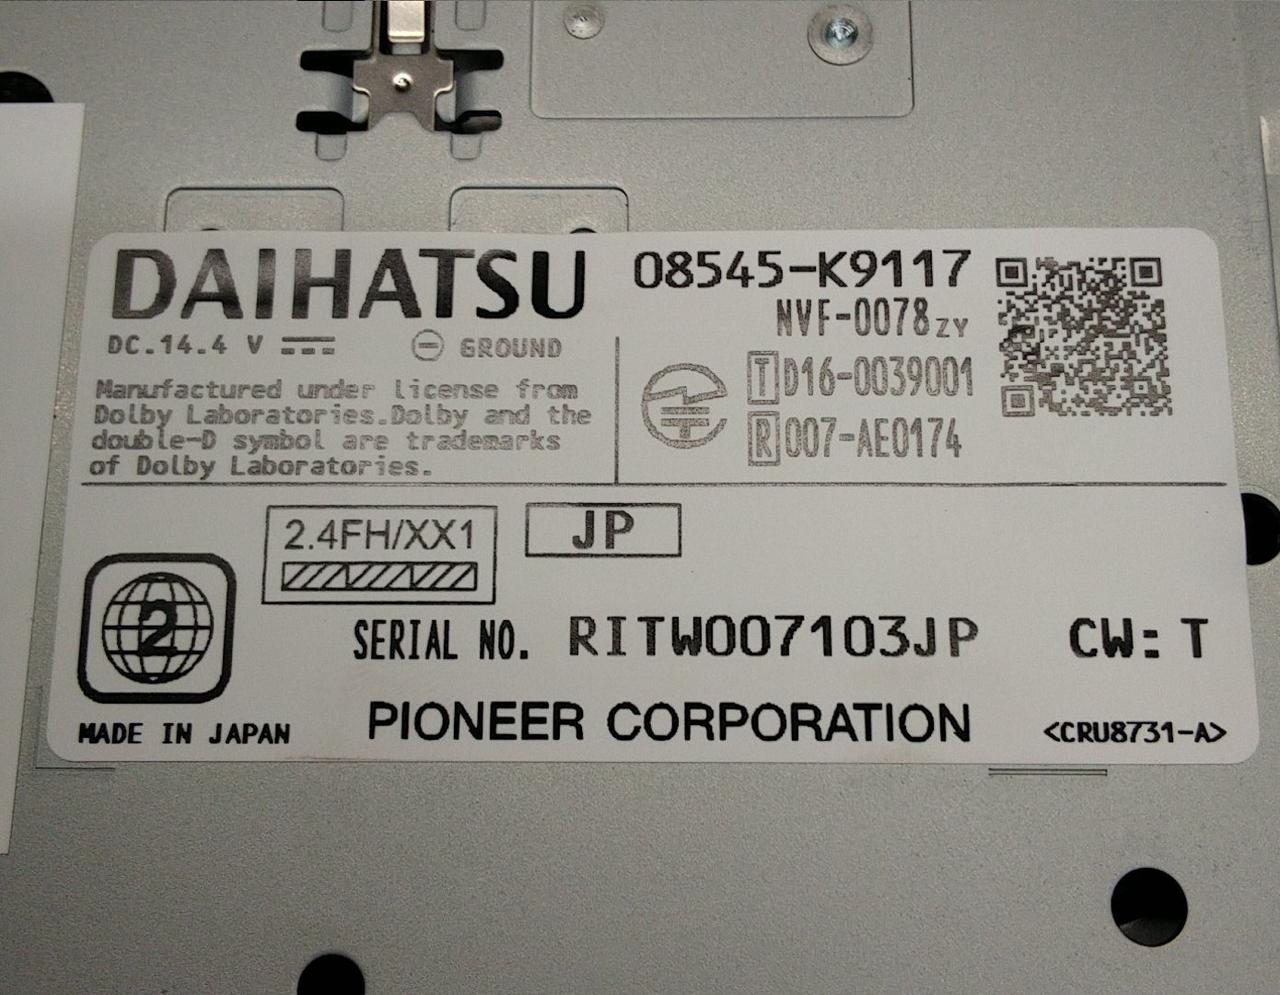 DAIHATSU
08545-K9117
NVF-0078 ZY
DC.14.4 V
GROUND
T D16-0039001
R 007-AE0174
Manufactured under license from
Dolby Laboratories.Dolby and the
double-D symbol are trademarks
of Dolby Laboratories.
2.4FH/XX1
JP
2
SERIAL NO. RITW007103JP CW: T
MADE IN JAPAN
PIONEER CORPORATION
<CRU8731-A>